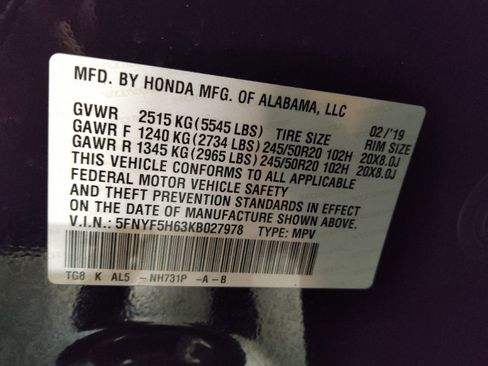 MFD. BY HONDA MFG. OF ALABAMA, LLC
02/'19
GVWR 2515 KG (5545 LBS) TIRE SIZE RIM SIZE
GAWR F 1240 KG (2734 LBS) 245/50R20 102H 20X8.0J
GAWR R 1345 KG (2965 LBS) 245/50R20 102H 20X8.0J
THIS VEHICLE CONFORMS TO ALL APPLICABLE
FEDERAL MOTOR VEHICLE SAFETY
AND THEFT PREVENTION STANDARDS IN EFFECT
ON THE DATE OF MANUFACTURE SHOWN ABOVE.
V.I.N.: 5FNYF5H63KB027978 TYPE: MPV
TG8 K AL5 -NH731P -A-B